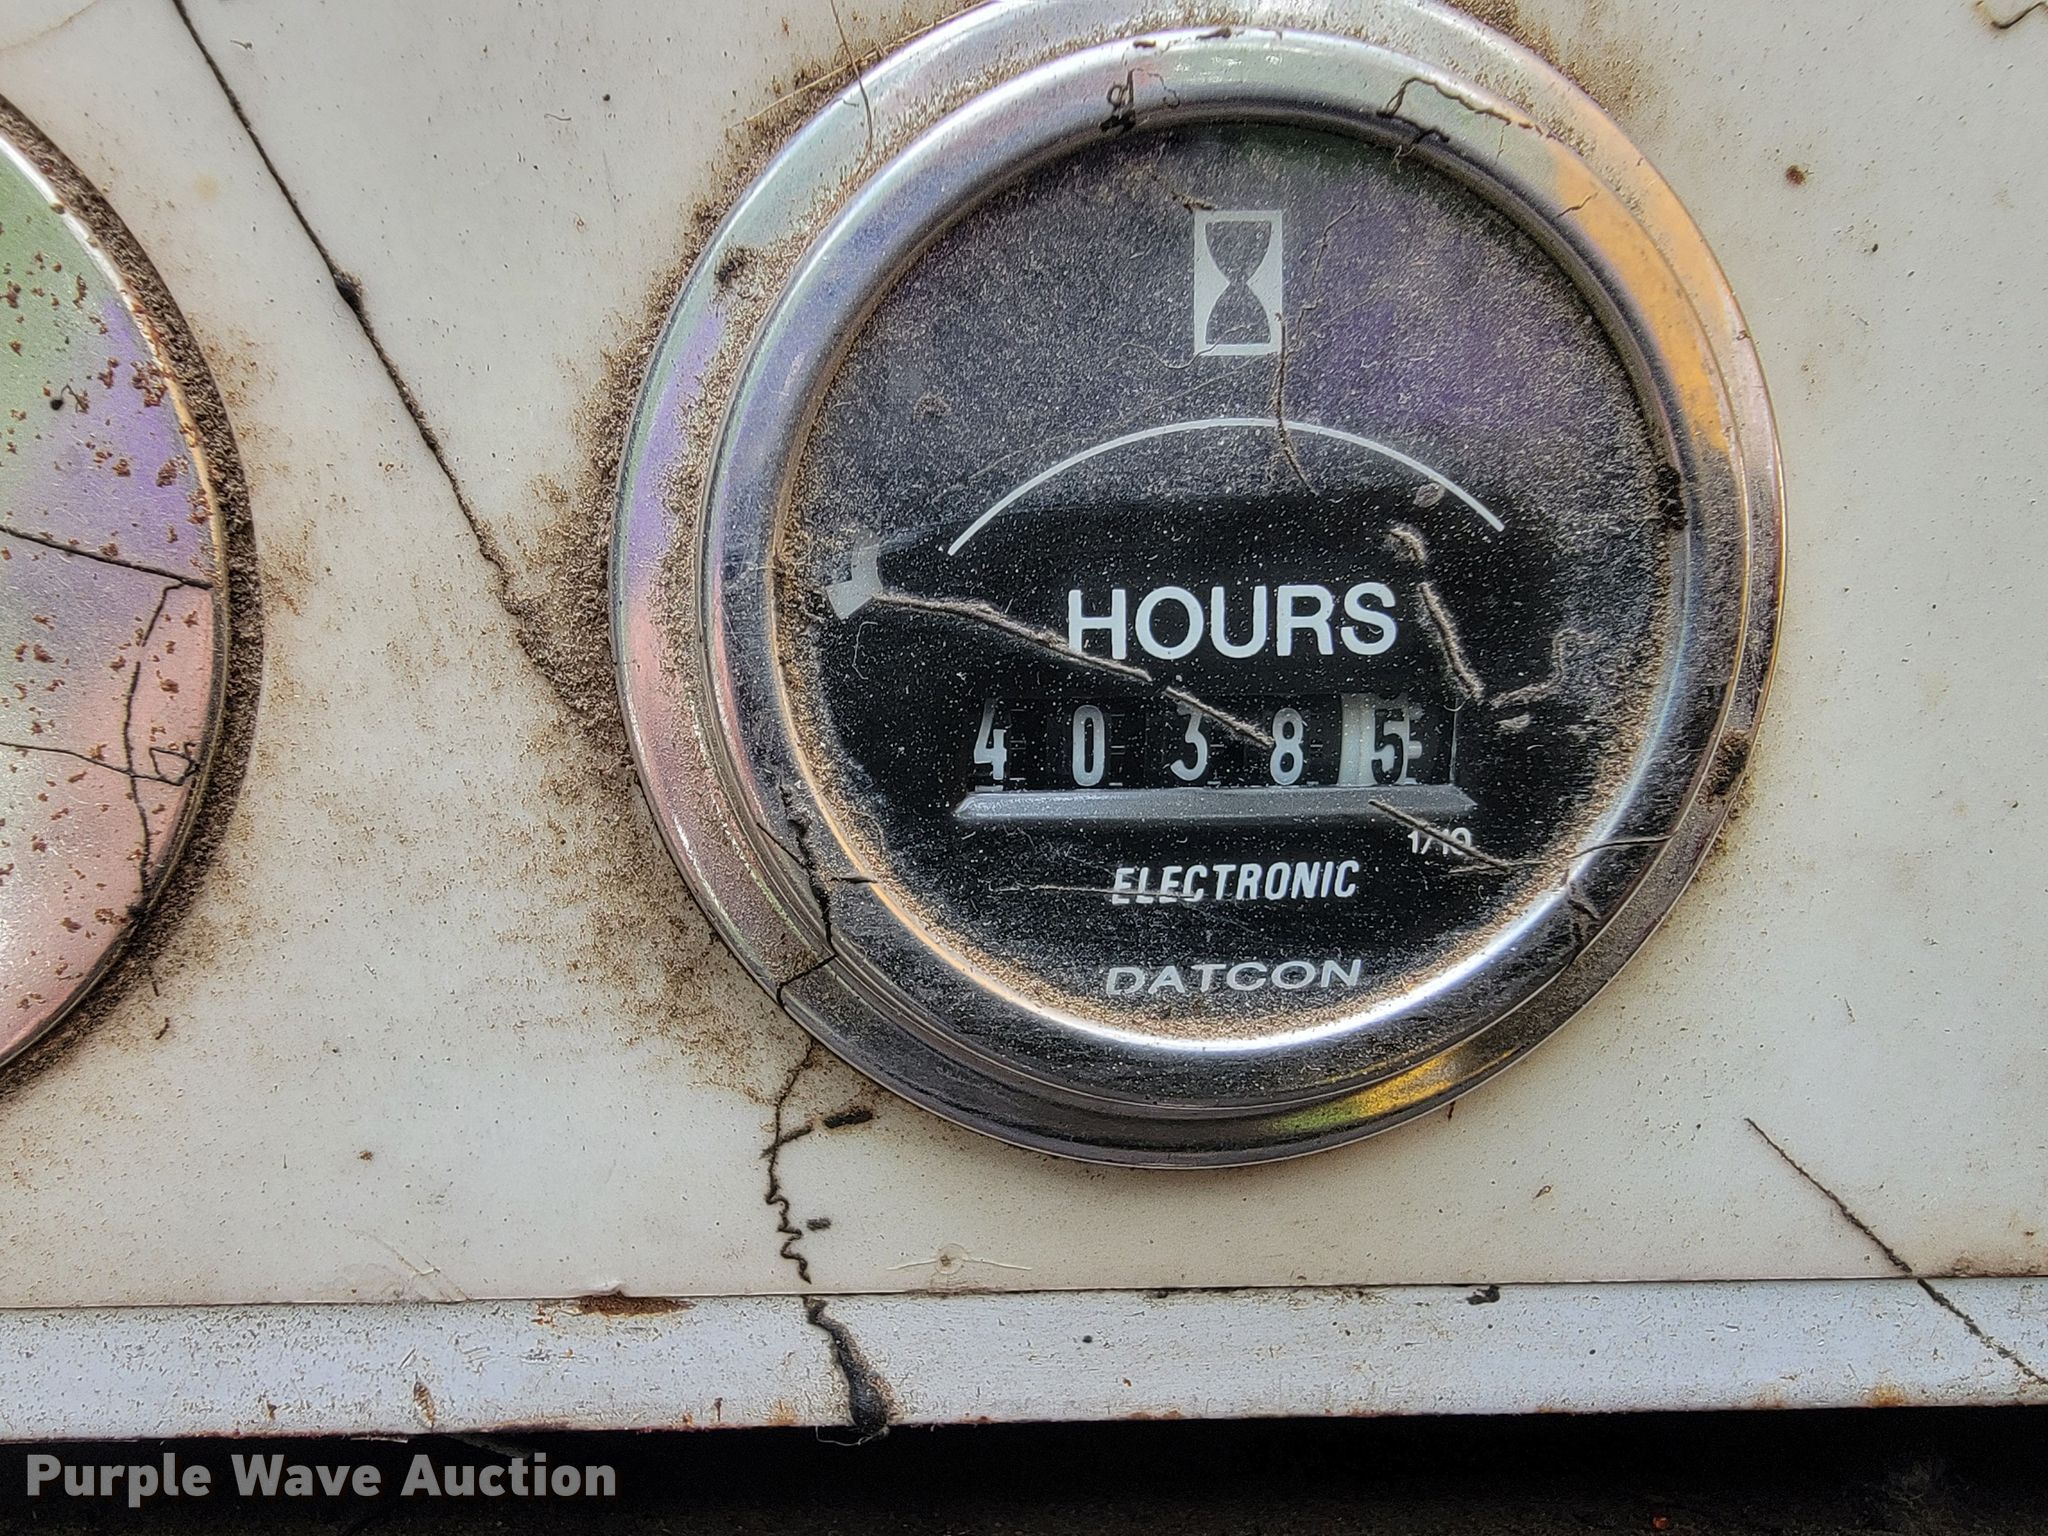 HOURS
4 0 3 8 5
1/10
ELECTRONIC
DATCON
Purple Wave Auction